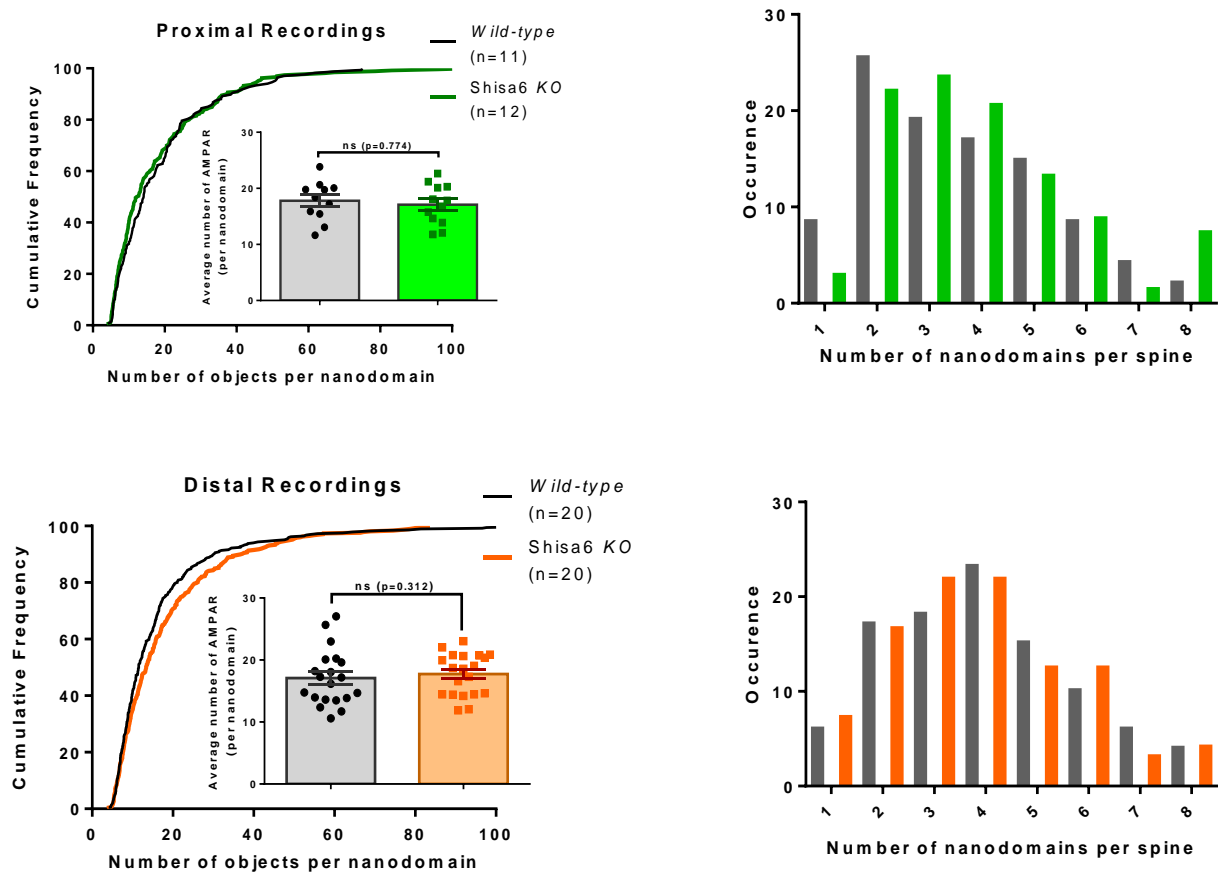 Proximal Recordings
Wild-type
(n=11)
Shisa6 KO
(n=12)
Cumulative Frequency
100
80
60
40
20
0
0 20 40 60 80 100
Number of objects per nanodomain
Average number of AMPAR
(per nanodomain)
30
20
10
0
ns (p=0.774)
Occurence
30
20
10
0
1 2 3 4 5 6 7 8
Number of nanodomains per spine
Distal Recordings
Wild-type
(n=20)
Shisa6 KO
(n=20)
Cumulative Frequency
100
80
60
40
20
0
0 20 40 60 80 100
Number of objects per nanodomain
Average number of AMPAR
(per nanodomain)
30
20
10
0
ns (p=0.312)
Occurence
30
20
10
0
1 2 3 4 5 6 7 8
Number of nanodomains per spine